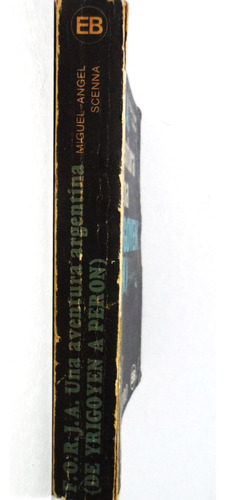 EB
MIGUEL ANGEL
SCENNA
F.O.R.J.A. Una aventura argentina
(DE YRIGOYEN A PERON)